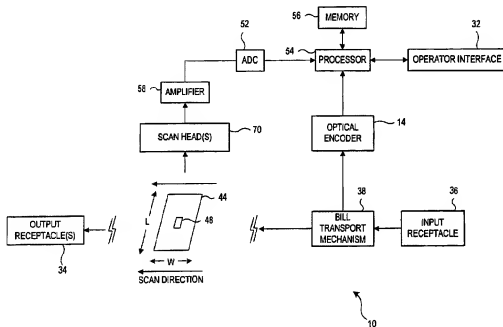 56
MEMORY
52
54
32
ADC
PROCESSOR
OPERATOR INTERFACE
58
AMPLIFIER
14
OPTICAL
ENCODER
70
SCAN HEAD(S)
44
38
36
L
48
OUTPUT
RECEPTACLE(S)
34
BILL
TRANSPORT
MECHANISM
INPUT
RECEPTACLE
W
SCAN DIRECTION
10